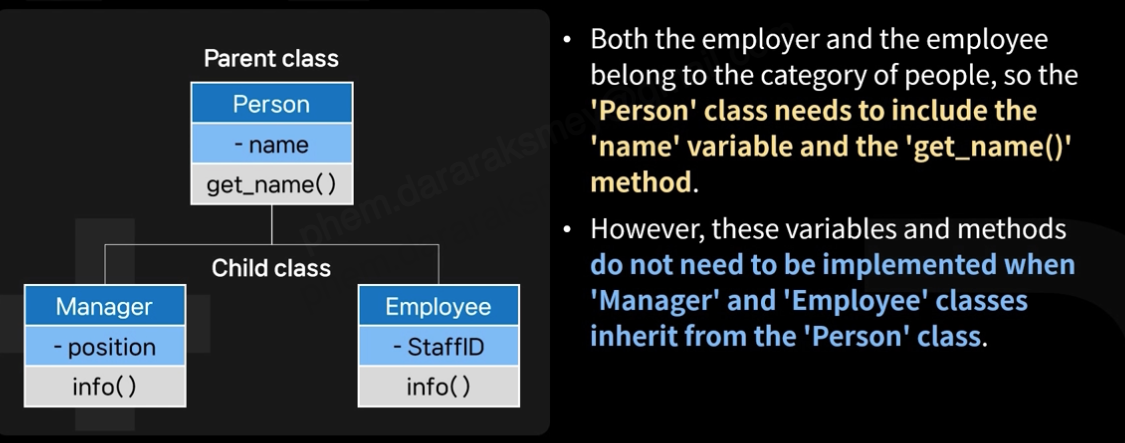 Parent class
Person
- name
get_name()
Child class
Manager
- position
info()
Employee
- StaffID
info()
• Both the employer and the employee
belong to the category of people, so the
'Person' class needs to include the
'name' variable and the 'get_name()'
method.
• However, these variables and methods
do not need to be implemented when
'Manager' and 'Employee' classes
inherit from the 'Person' class.